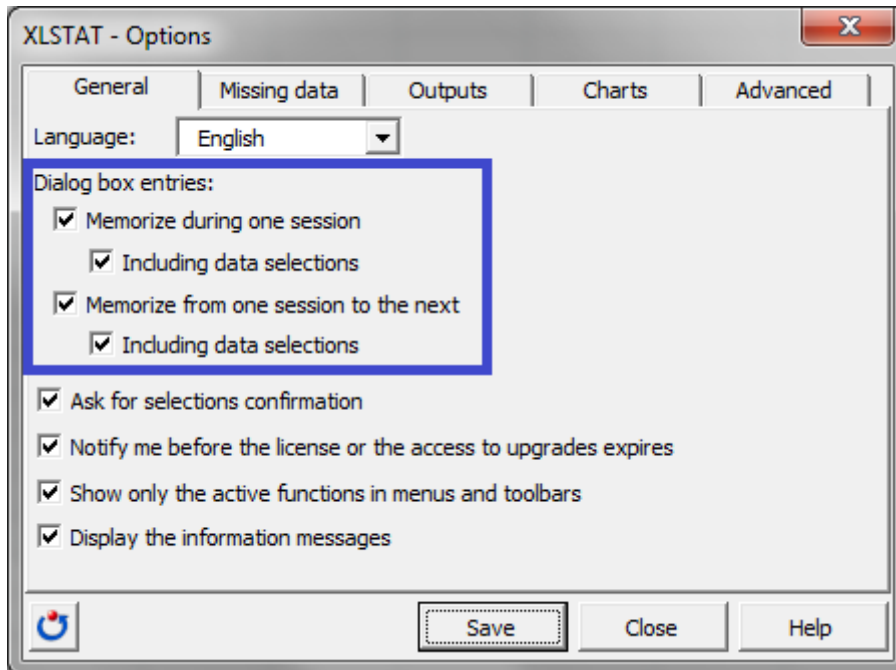 XLSTAT - Options
General Missing data Outputs Charts Advanced
Language: English
Dialog box entries:
Memorize during one session
Including data selections
Memorize from one session to the next
Including data selections
Ask for selections confirmation
Notify me before the license or the access to upgrades expires
Show only the active functions in menus and toolbars
Display the information messages
Save Close Help